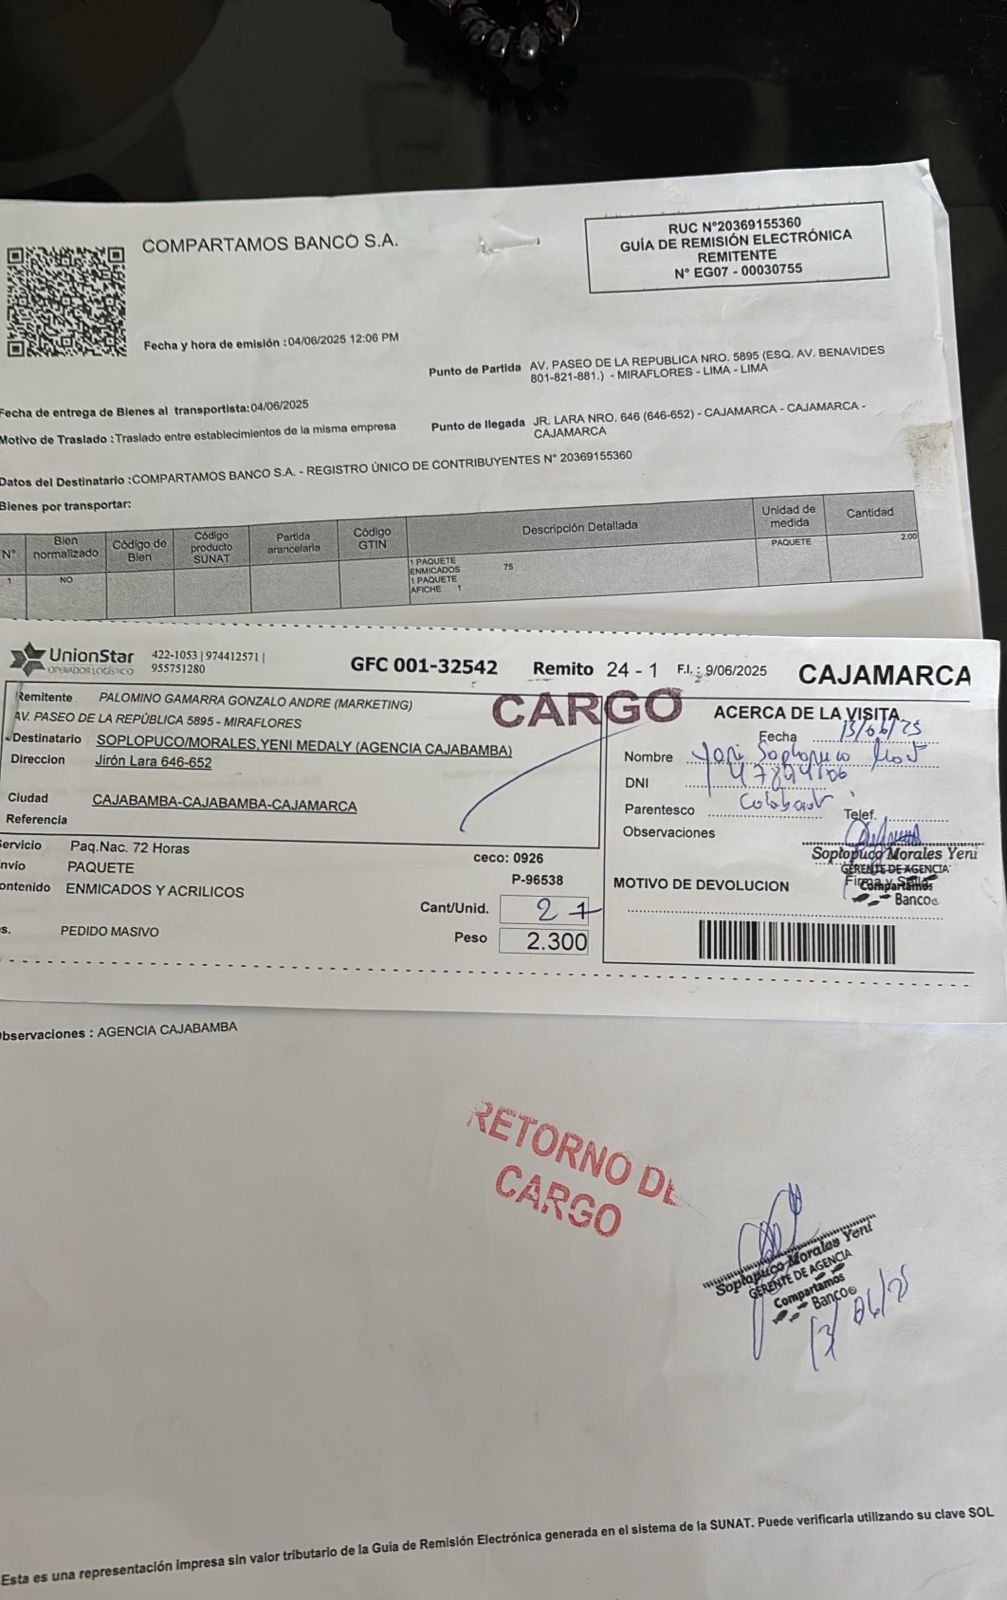 COMPARTAMOS BANCO S.A.
RUC N°20369155360
GUÍA DE REMISIÓN ELECTRÓNICA
REMITENTE
N° EG07 - 00030755
Fecha y hora de emisión :04/06/2025 12:06 PM
Punto de Partida AV. PASEO DE LA REPUBLICA NRO. 5895 (ESQ. AV. BENAVIDES
801-821-881.) - MIRAFLORES - LIMA - LIMA
Fecha de entrega de Bienes al transportista:04/06/2025
Motivo de Traslado :Traslado entre establecimientos de la misma empresa
Punto de llegada JR. LARA NRO. 646 (646-652) - CAJAMARCA - CAJAMARCA -
CAJAMARCA
Datos del Destinatario :COMPARTAMOS BANCO S.A. - REGISTRO ÚNICO DE CONTRIBUYENTES N° 20369155360
Bienes por transportar:
N° Bien normalizado Código de Bien Código producto SUNAT Partida arancelaria Código GTIN Descripción Detallada Unidad de medida Cantidad
1 NO 1 PAQUETE PAQUETE 2.00
ENMICADOS 75
1 PAQUETE
AFICHE 1
UnionStar
OPERADOR LOGÍSTICO
422-1053 | 974412571 |
955751280
GFC 001-32542 Remito 24 - 1 F.I.: 9/06/2025 CAJAMARCA
CARGO
Remitente PALOMINO GAMARRA GONZALO ANDRE (MARKETING)
AV. PASEO DE LA REPÚBLICA 5895 - MIRAFLORES
Destinatario SOPLOPUCO/MORALES,YENI MEDALY (AGENCIA CAJABAMBA)
Direccion Jirón Lara 646-652
Ciudad CAJABAMBA-CAJABAMBA-CAJAMARCA
Referencia
ACERCA DE LA VISITA
Fecha 13/06/25
Nombre Soplopuco
DNI
Parentesco
Telef.
Observaciones
Soplopuco Morales Yeni
GERENTE DE AGENCIA
Firma y
Compartamos
Banco
MOTIVO DE DEVOLUCION
ervicio Paq.Nac. 72 Horas
nvío PAQUETE
ontenido ENMICADOS Y ACRILICOS
s. PEDIDO MASIVO
ceco: 0926
P-96538
Cant/Unid. 2
Peso 2.300
bservaciones : AGENCIA CAJABAMBA
RETORNO DE
CARGO
Soplopuco Morales Yeni
GERENTE DE AGENCIA
Compartamos
Banco
13/06/25
Esta es una representación impresa sin valor tributario de la Guía de Remisión Electrónica generada en el sistema de la SUNAT. Puede verificarla utilizando su clave SOL